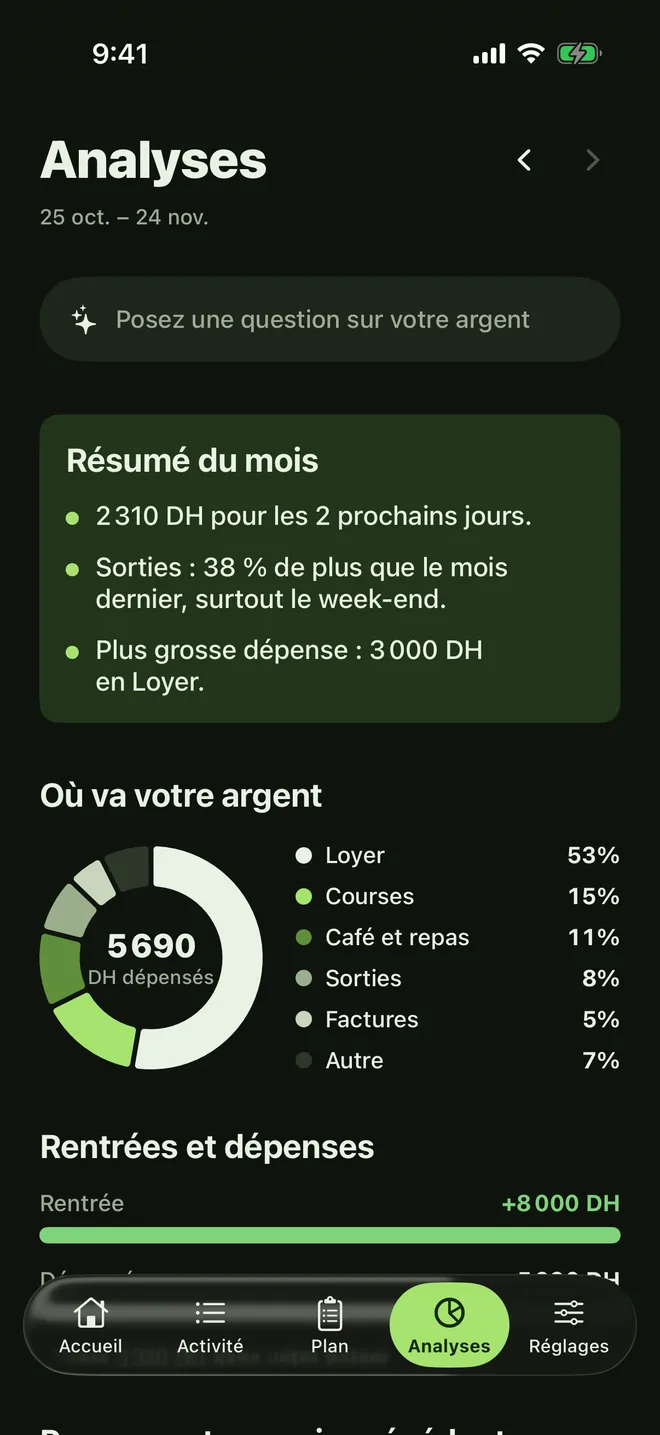 9:41
Analyses
25 oct. – 24 nov.
Posez une question sur votre argent
Résumé du mois
2 310 DH pour les 2 prochains jours.
Sorties : 38 % de plus que le mois
dernier, surtout le week-end.
Plus grosse dépense : 3 000 DH
en Loyer.
Où va votre argent
5 690
DH dépensés
Loyer 53%
Courses 15%
Café et repas 11%
Sorties 8%
Factures 5%
Autre 7%
Rentrées et dépenses
Rentrée +8 000 DH
Accueil Activité Plan Analyses Réglages